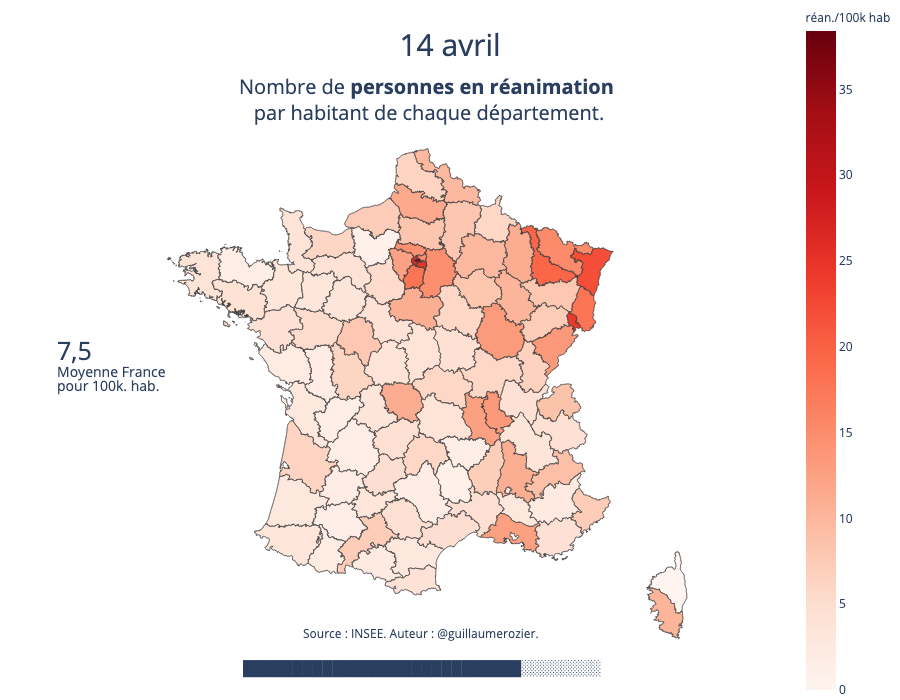 14 avril
Nombre de personnes en réanimation
par habitant de chaque département.
réan./100k hab
35
30
25
20
15
10
5
0
7,5
Moyenne France
pour 100k. hab.
Source : INSEE. Auteur : @guillaumerozier.